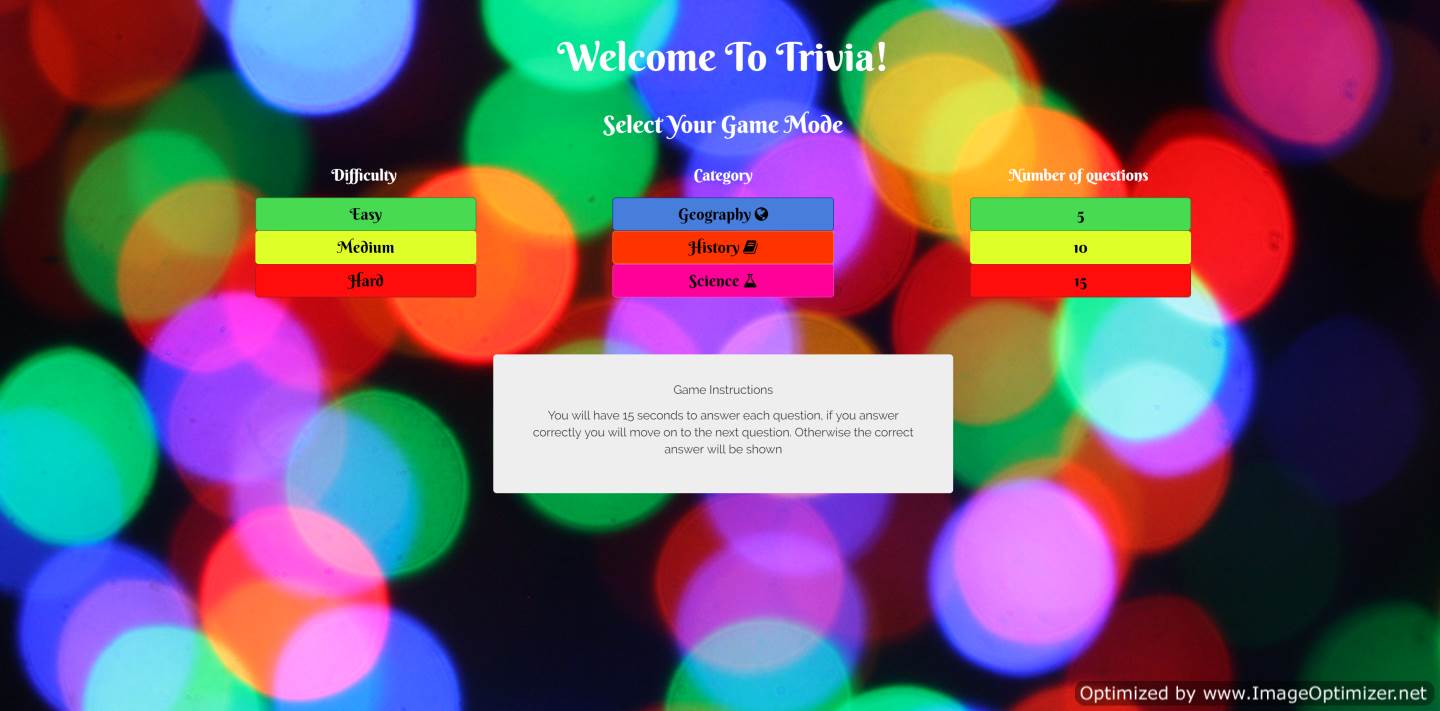 Welcome To Trivia!
Select Your Game Mode
Difficulty
Easy
Medium
Hard
Category
Geography
History
Science
Number of questions
5
10
15
Game Instructions
You will have 15 seconds to answer each question, if you answer
correctly you will move on to the next question. Otherwise the correct
answer will be shown
Optimized by www.ImageOptimizer.net